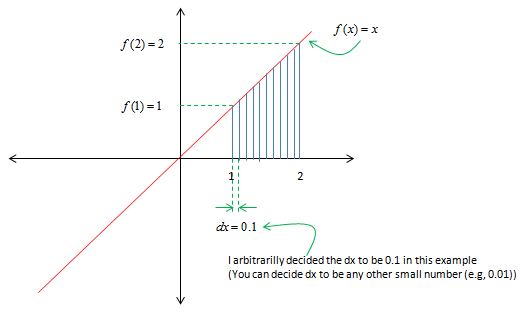 f(x) = x
f(2) = 2
f(1) = 1
1
2
dx = 0.1
I arbitrarilly decided the dx to be 0.1 in this example
(You can decide dx to be any other small number (e.g, 0.01))